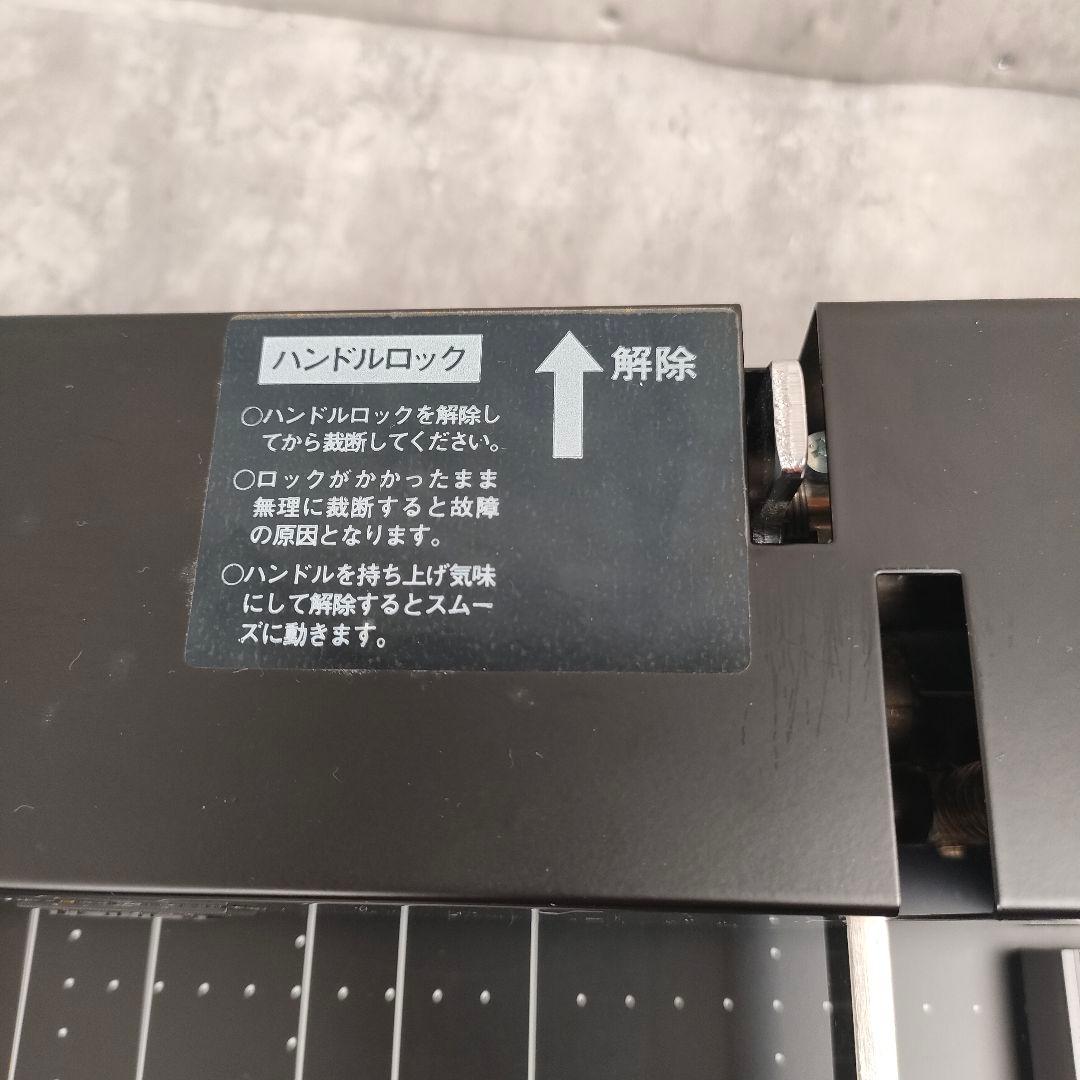 ハンドルロック
解除
○ハンドルロックを解除し
てから裁断してください。
○ロックがかかったまま
無理に裁断すると故障
の原因となります。
○ハンドルを持ち上げ気味
にして解除するとスムー
ズに動きます。